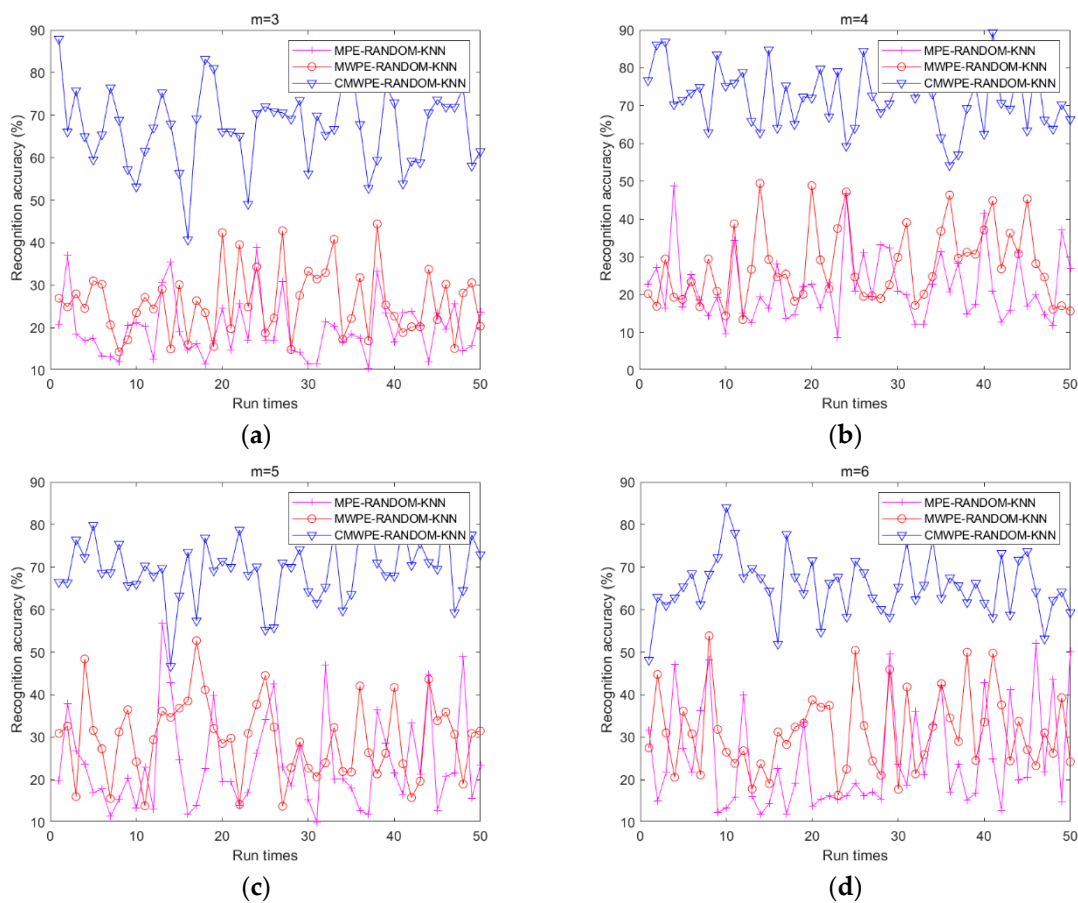 m=3
MPE-RANDOM-KNN
MWPE-RANDOM-KNN
CMWPE-RANDOM-KNN
Recognition accuracy (%)
90
80
70
60
50
40
30
20
10
0 10 20 30 40 50
Run times
(a)
m=4
MPE-RANDOM-KNN
MWPE-RANDOM-KNN
CMWPE-RANDOM-KNN
Recognition accuracy (%)
90
80
70
60
50
40
30
20
10
0
0 10 20 30 40 50
Run times
(b)
m=5
MPE-RANDOM-KNN
MWPE-RANDOM-KNN
CMWPE-RANDOM-KNN
Recognition accuracy (%)
90
80
70
60
50
40
30
20
10
0 10 20 30 40 50
Run times
(c)
m=6
MPE-RANDOM-KNN
MWPE-RANDOM-KNN
CMWPE-RANDOM-KNN
Recognition accuracy (%)
90
80
70
60
50
40
30
20
10
0 10 20 30 40 50
Run times
(d)